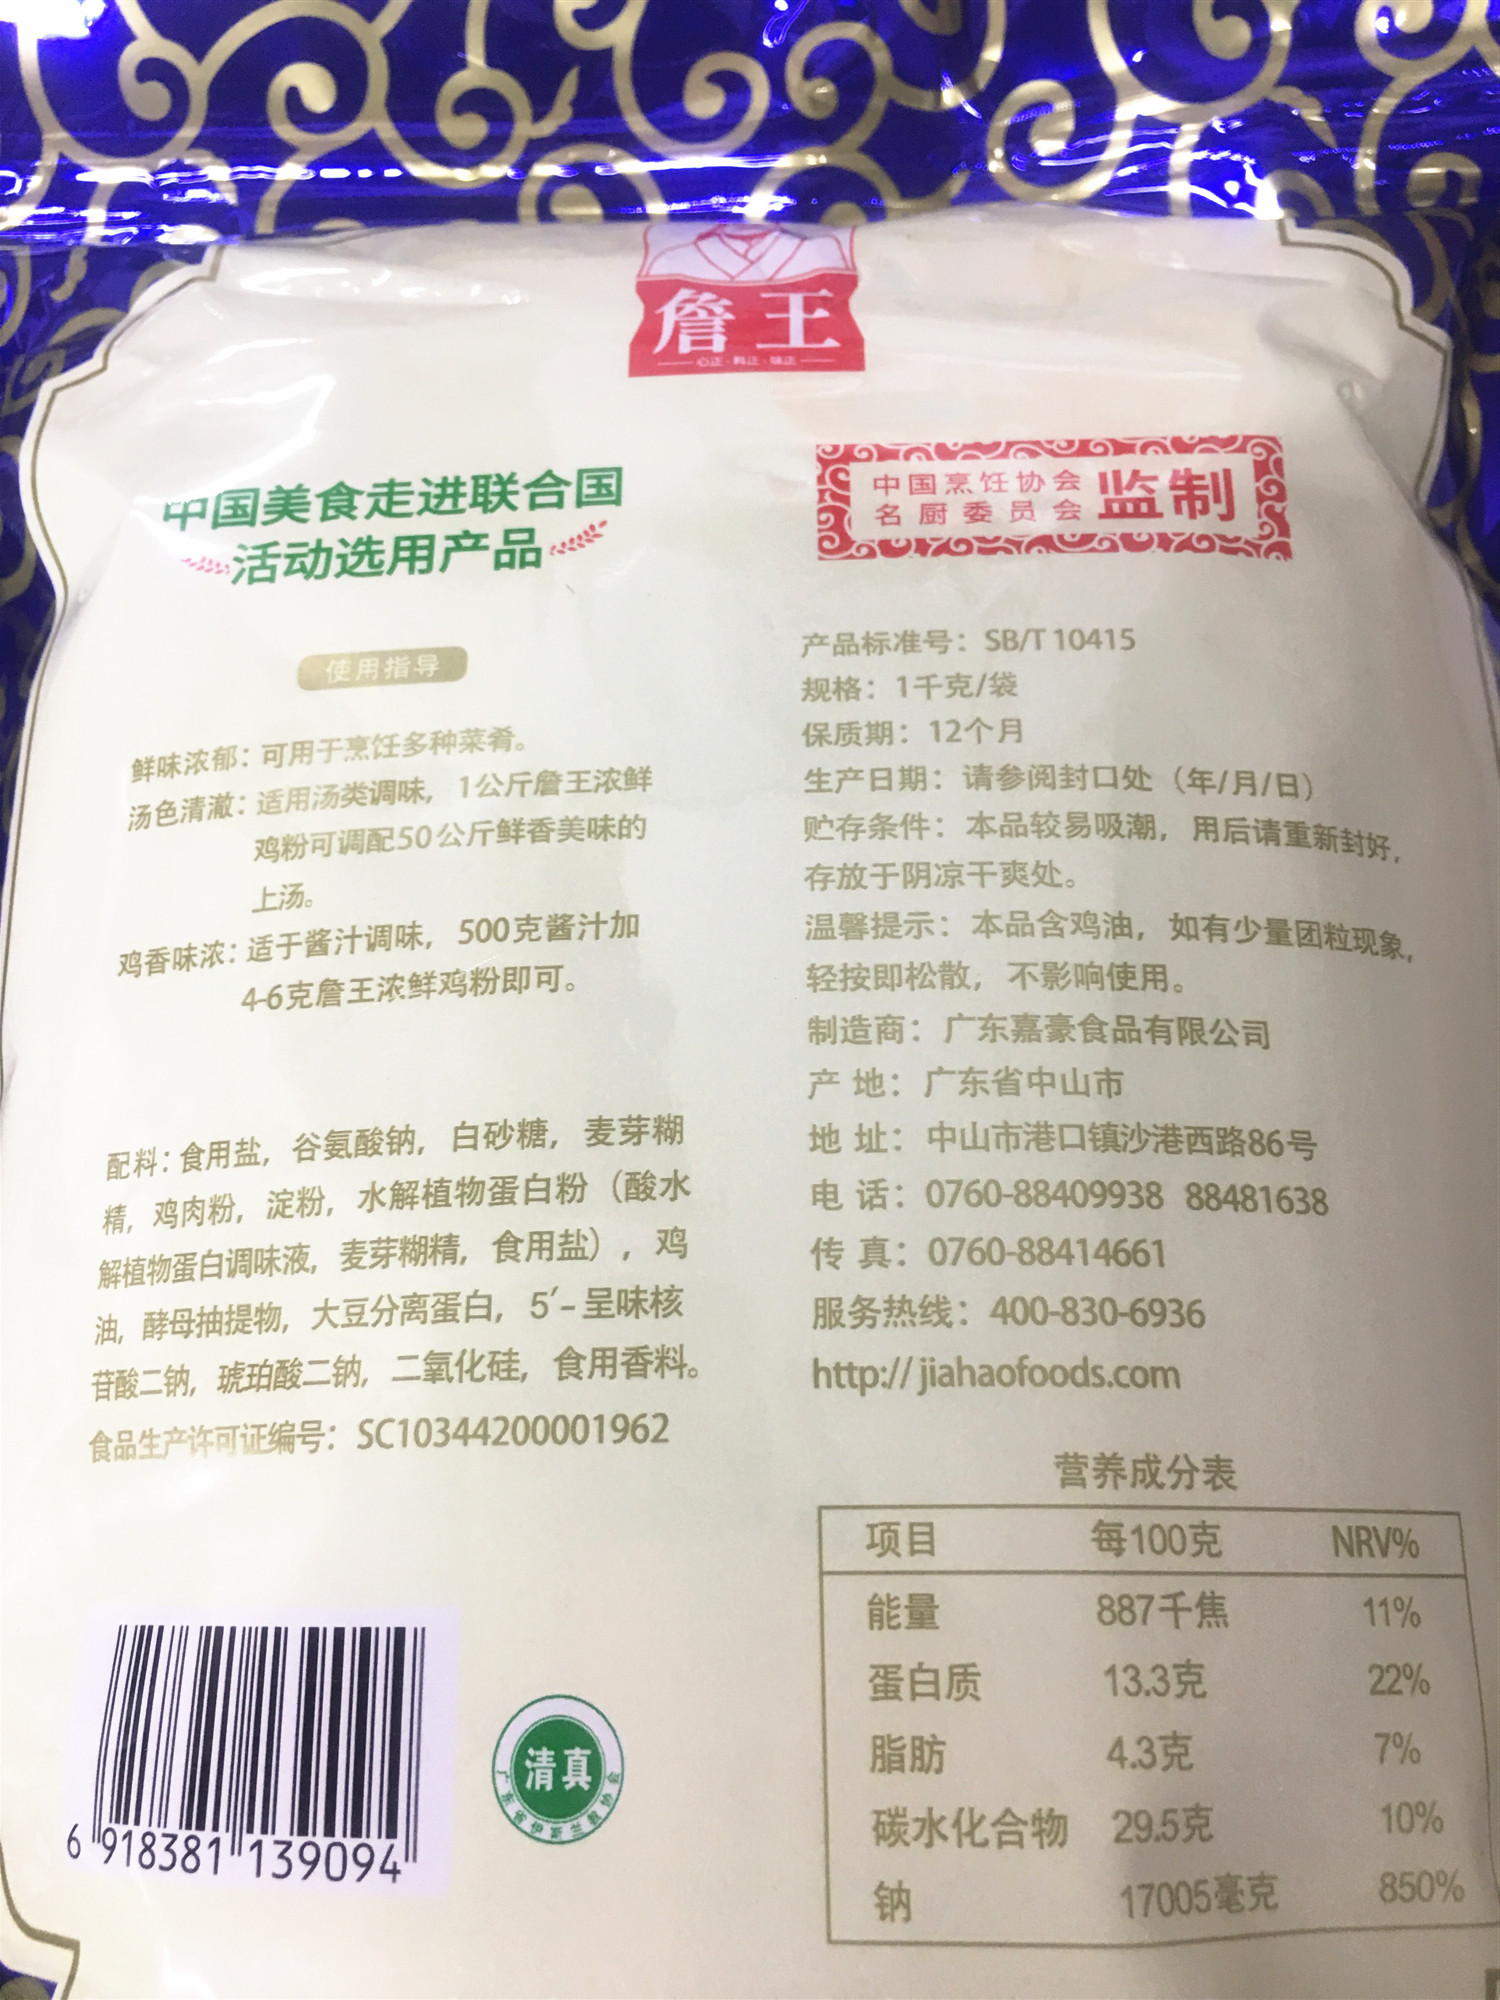 詹王
心正·料正·味正
中国美食走进联合国
活动选用产品
中国烹饪协会
名厨委员会
监制
使用指导
鲜味浓郁：可用于烹饪多种菜肴。
汤色清澈：适用汤类调味，1公斤詹王浓鲜
鸡粉可调配50公斤鲜香美味的
上汤。
鸡香味浓：适于酱汁调味，500克酱汁加
4-6克詹王浓鲜鸡粉即可。
配料：食用盐，谷氨酸钠，白砂糖，麦芽糊
精，鸡肉粉，淀粉，水解植物蛋白粉（酸水
解植物蛋白调味液，麦芽糊精，食用盐），鸡
油，酵母抽提物，大豆分离蛋白，5′-呈味核
苷酸二钠，琥珀酸二钠，二氧化硅，食用香料。
食品生产许可证编号：SC10344200001962
产品标准号：SB/T 10415
规格：1千克/袋
保质期：12个月
生产日期：请参阅封口处（年/月/日）
贮存条件：本品较易吸潮，用后请重新封好，
存放于阴凉干爽处。
温馨提示：本品含鸡油，如有少量团粒现象，
轻按即松散，不影响使用。
制造商：广东嘉豪食品有限公司
产 地：广东省中山市
地 址：中山市港口镇沙港西路86号
电 话：0760-88409938 88481638
传 真：0760-88414661
服务热线：400-830-6936
http://jiahaofoods.com
营养成分表
项目 每100克 NRV%
能量 887千焦 11%
蛋白质 13.3克 22%
脂肪 4.3克 7%
碳水化合物 29.5克 10%
钠 17005毫克 850%
6 918381 139094
清真
广东省伊斯兰教协会